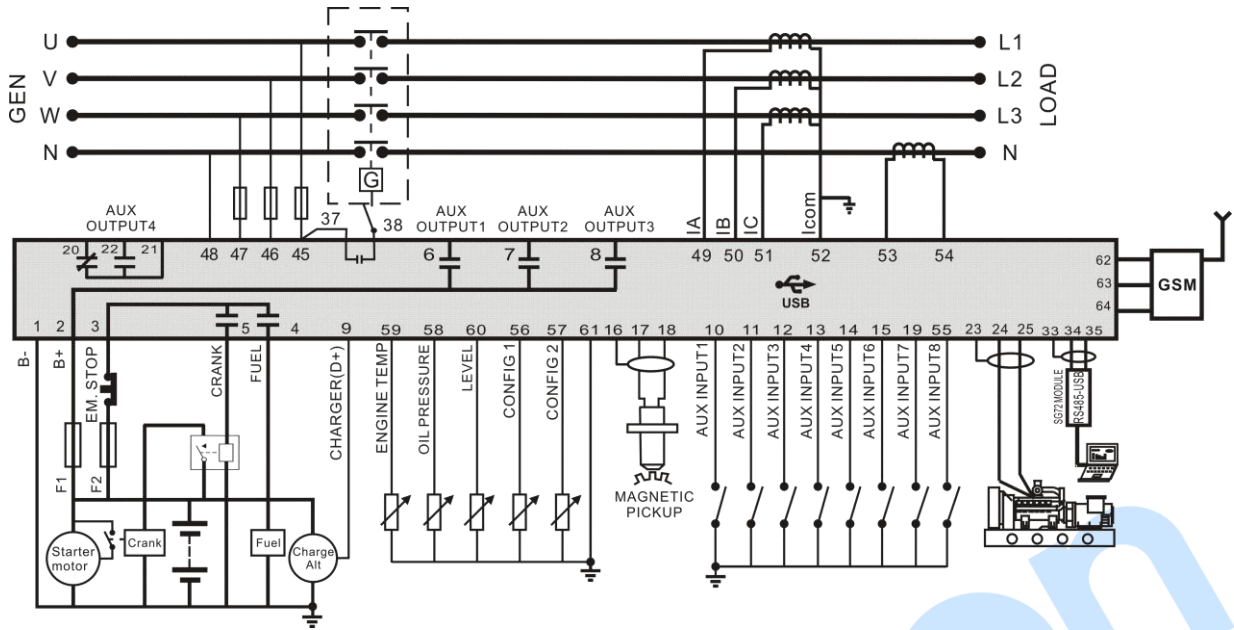 GEN
U
V
W
N
L1
L2
L3
N
LOAD
G
37
38
AUX
OUTPUT4
AUX
OUTPUT1
AUX
OUTPUT2
AUX
OUTPUT3
IA
IB
IC
Icom
20
22
21
48
47
46
45
6
7
8
49
50
51
52
53
54
USB
62
63
64
GSM
1
2
3
5
4
9
59
58
60
56
57
61
16
17
18
10
11
12
13
14
15
19
55
23
24
25
33
34
35
B-
B+
EM. STOP
CRANK
FUEL
CHARGER(D+)
ENGINE TEMP
OIL PRESSURE
LEVEL
CONFIG 1
CONFIG 2
AUX INPUT1
AUX INPUT2
AUX INPUT3
AUX INPUT4
AUX INPUT5
AUX INPUT6
AUX INPUT7
AUX INPUT8
SG72 MODULE
RS485-USB
F1
F2
MAGNETIC
PICKUP
Starter
motor
Crank
Fuel
Charge
Alt
en